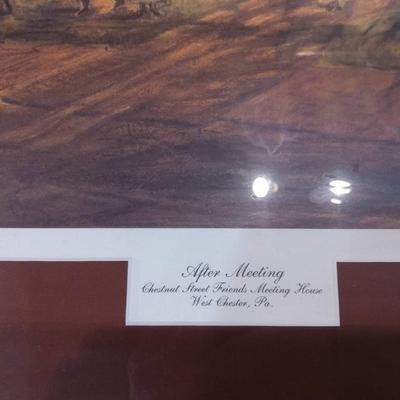 After Meeting
Chestnut Street Friends Meeting House
West Chester, Pa.